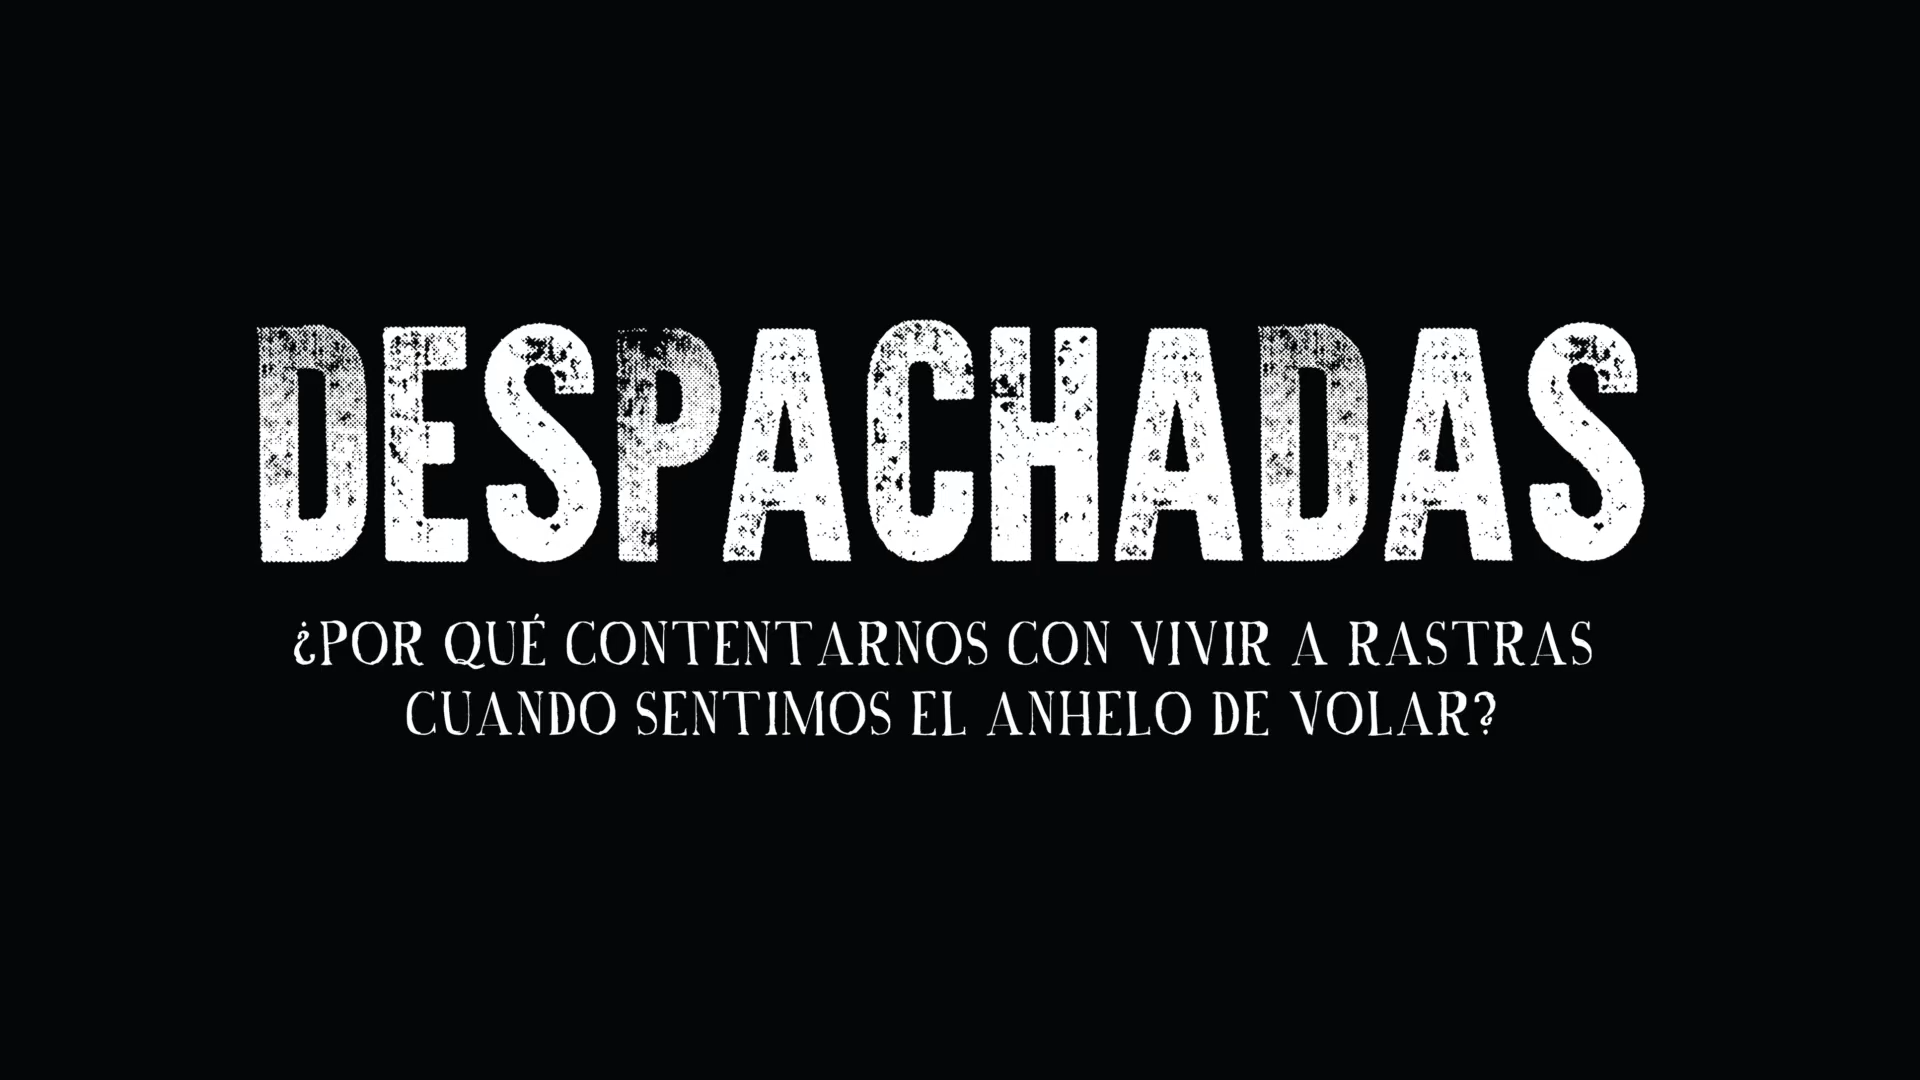 DESPACHADAS
¿POR QUÉ CONTENTARNOS CON VIVIR A RASTRAS
CUANDO SENTIMOS EL ANHELO DE VOLAR?